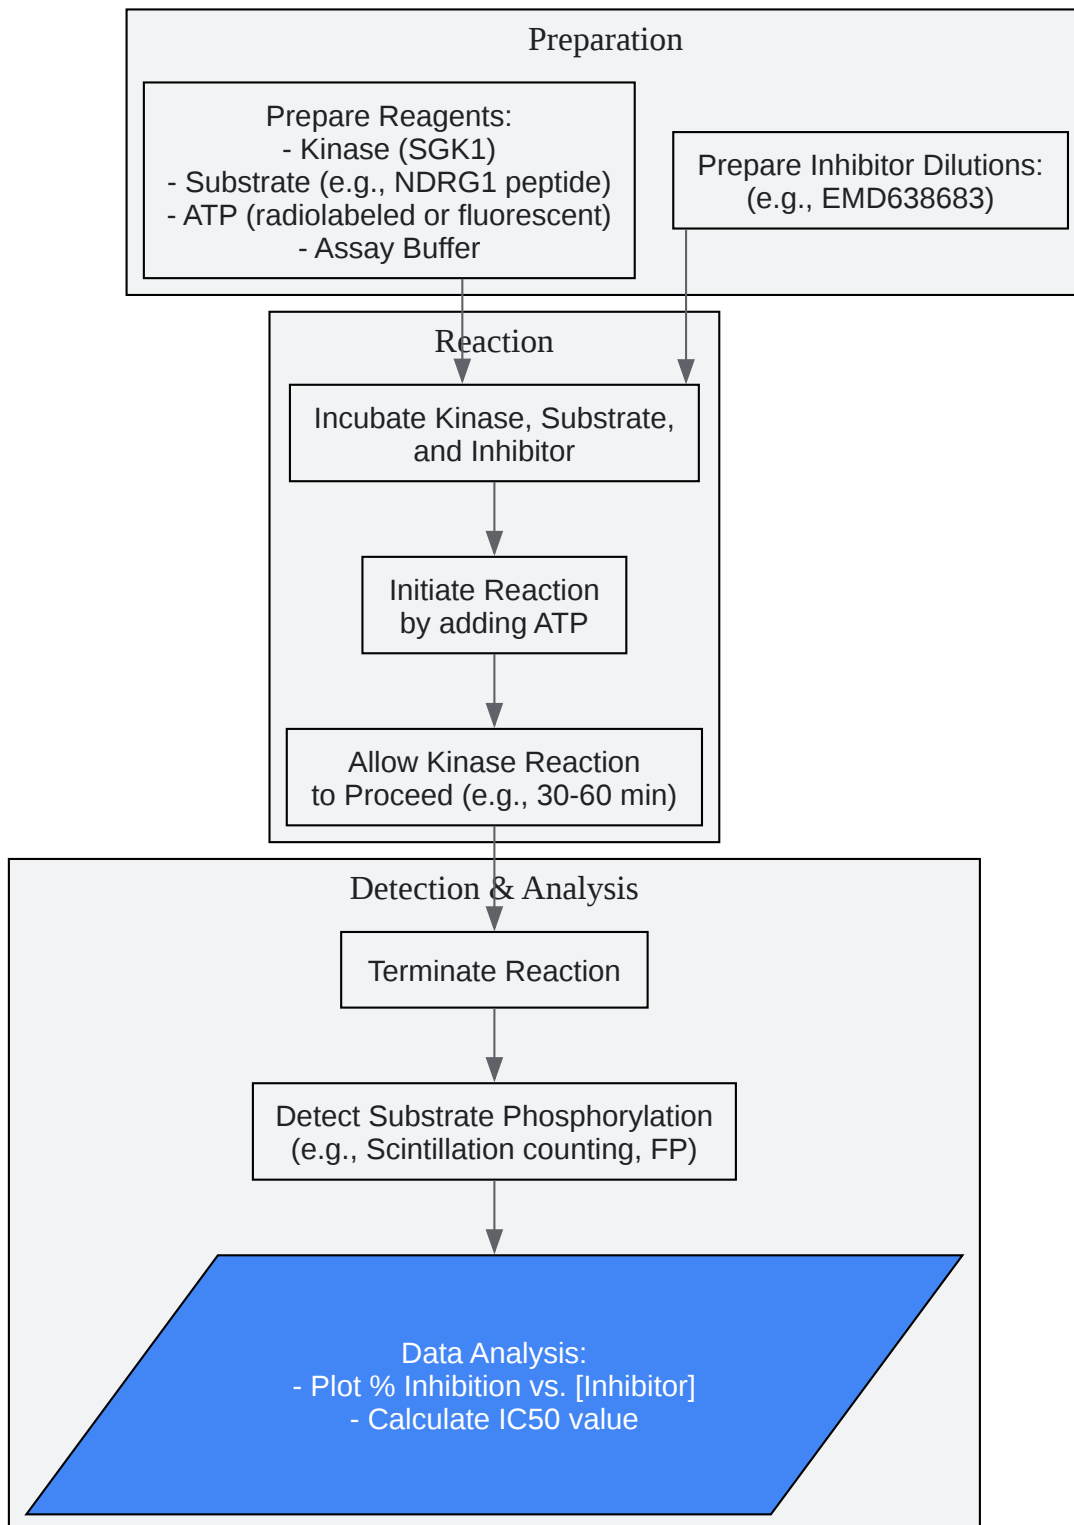 Preparation
Prepare Reagents:
- Kinase (SGK1)
- Substrate (e.g., NDRG1 peptide)
- ATP (radiolabeled or fluorescent)
- Assay Buffer
Prepare Inhibitor Dilutions:
(e.g., EMD638683)
Reaction
Incubate Kinase, Substrate,
and Inhibitor
Initiate Reaction
by adding ATP
Allow Kinase Reaction
to Proceed (e.g., 30-60 min)
Detection & Analysis
Terminate Reaction
Detect Substrate Phosphorylation
(e.g., Scintillation counting, FP)
Data Analysis:
- Plot % Inhibition vs. [Inhibitor]
- Calculate IC50 value